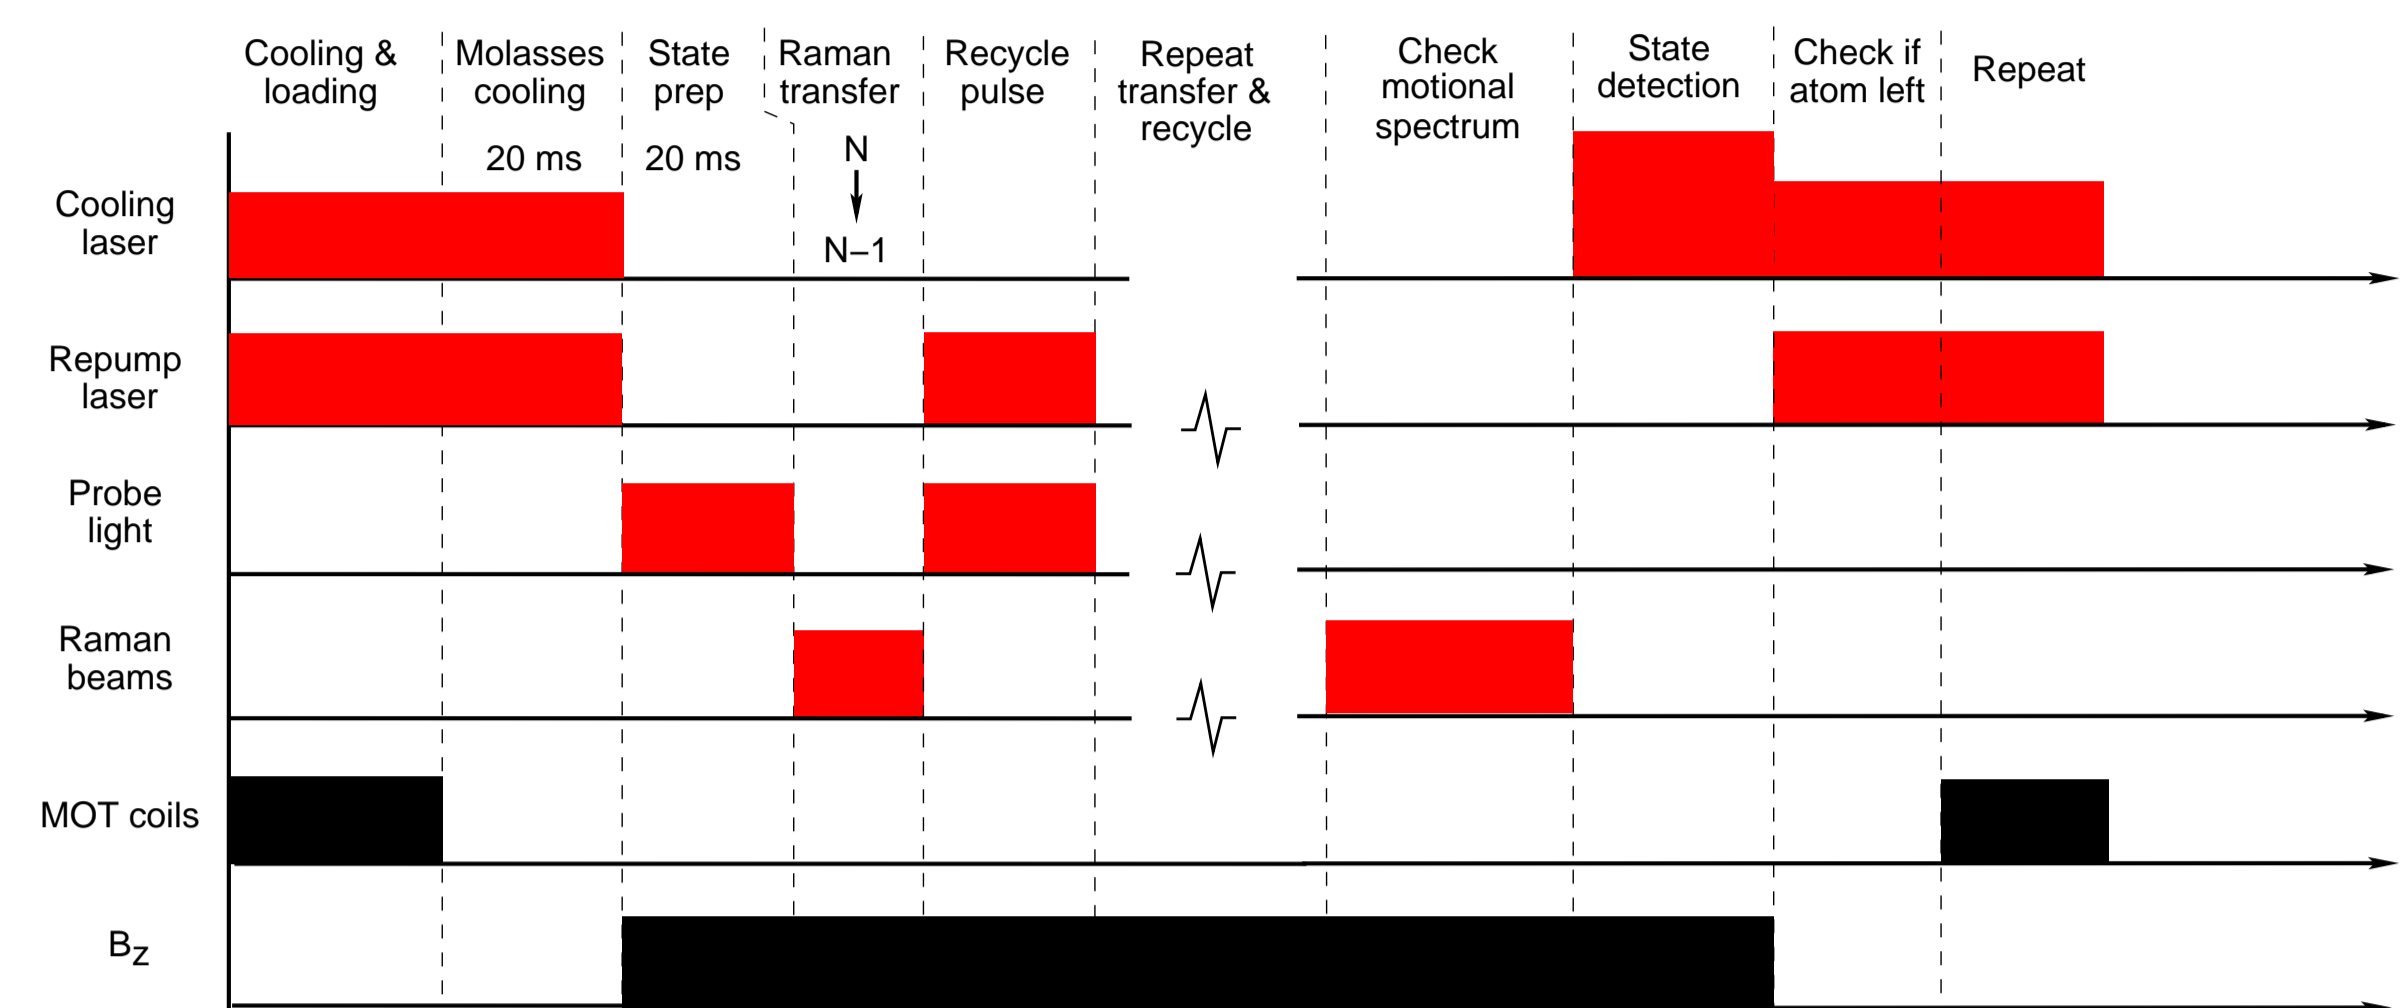 Cooling &
loading
Molasses
cooling
20 ms
State
prep
20 ms
Raman
transfer
N
N–1
Recycle
pulse
Repeat
transfer &
recycle
Check
motional
spectrum
State
detection
Check if
atom left
Repeat
Cooling
laser
Repump
laser
Probe
light
Raman
beams
MOT coils
Bz